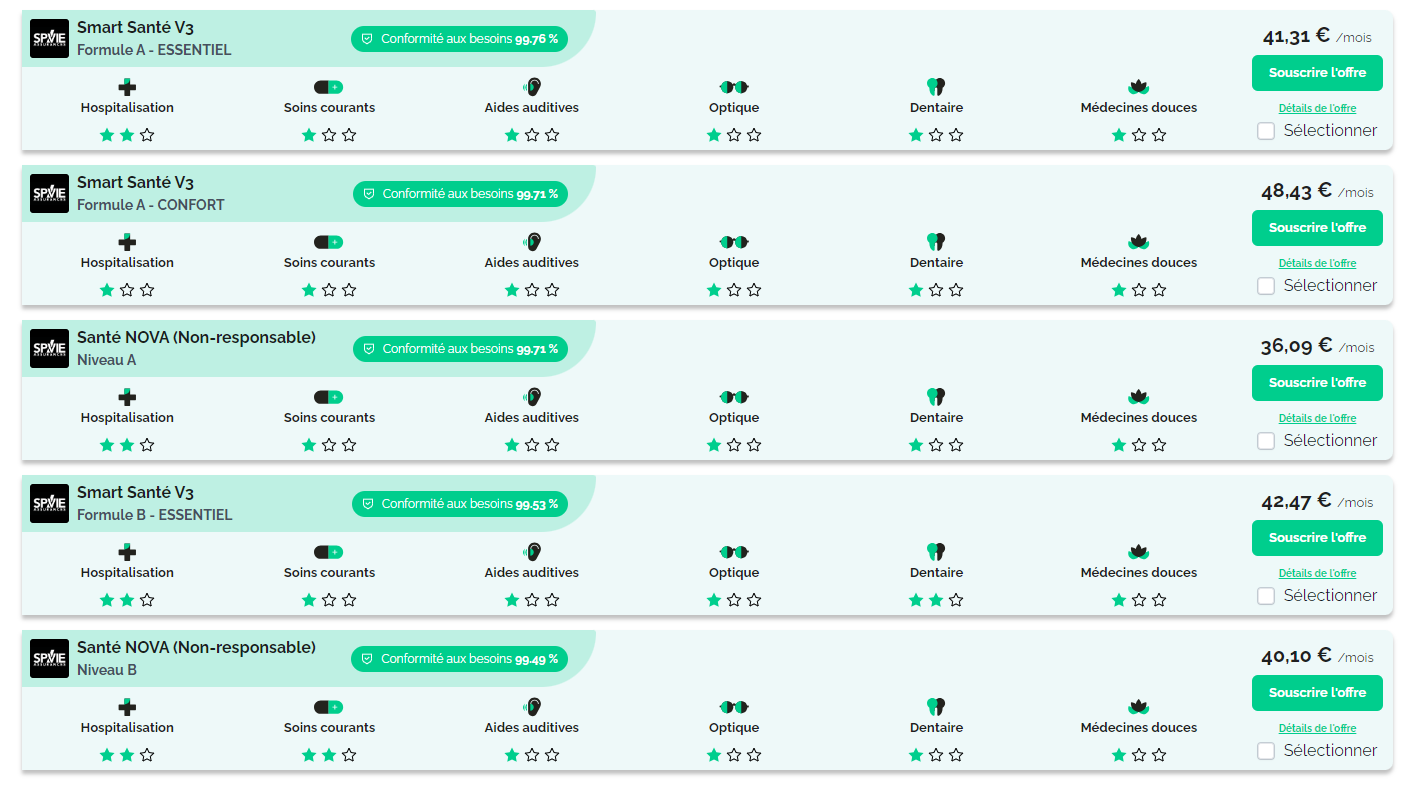 SPVIE
ASSURANCES
Smart Santé V3
Formule A - ESSENTIEL
Conformité aux besoins 99.76 %
41,31 € /mois
Souscrire l'offre
Détails de l'offre
Sélectionner
Hospitalisation
Soins courants
Aides auditives
Optique
Dentaire
Médecines douces
SPVIE
ASSURANCES
Smart Santé V3
Formule A - CONFORT
Conformité aux besoins 99.71 %
48,43 € /mois
Souscrire l'offre
Détails de l'offre
Sélectionner
Hospitalisation
Soins courants
Aides auditives
Optique
Dentaire
Médecines douces
SPVIE
ASSURANCES
Santé NOVA (Non-responsable)
Niveau A
Conformité aux besoins 99.71 %
36,09 € /mois
Souscrire l'offre
Détails de l'offre
Sélectionner
Hospitalisation
Soins courants
Aides auditives
Optique
Dentaire
Médecines douces
SPVIE
ASSURANCES
Smart Santé V3
Formule B - ESSENTIEL
Conformité aux besoins 99.53 %
42,47 € /mois
Souscrire l'offre
Détails de l'offre
Sélectionner
Hospitalisation
Soins courants
Aides auditives
Optique
Dentaire
Médecines douces
SPVIE
ASSURANCES
Santé NOVA (Non-responsable)
Niveau B
Conformité aux besoins 99.49 %
40,10 € /mois
Souscrire l'offre
Détails de l'offre
Sélectionner
Hospitalisation
Soins courants
Aides auditives
Optique
Dentaire
Médecines douces